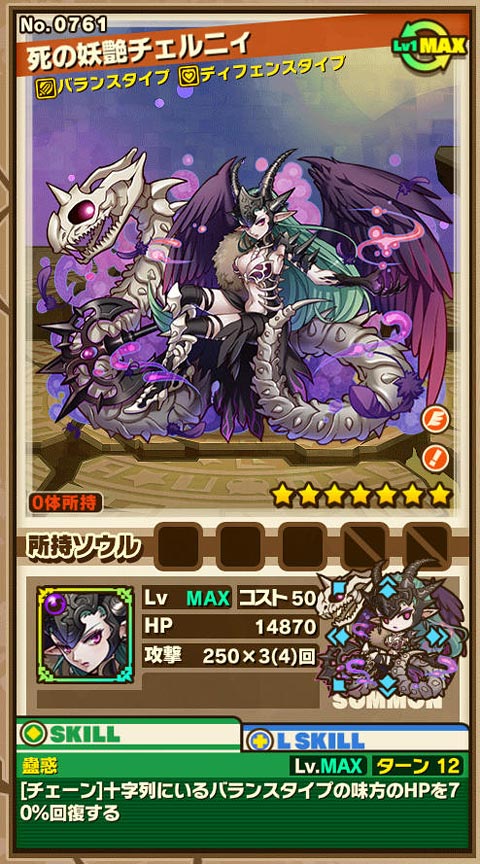 No.0761
死の妖艶チェルニィ
Lv1 MAX
バランスタイプ ディフェンスタイプ
E
!
0体所持
所持ソウル
Lv MAX コスト 50
HP 14870
攻撃 250×3(4)回
SUMMON
SKILL
L SKILL
蠱惑 Lv.MAX ターン 12
[チェーン]十字列にいるバランスタイプの味方のHPを7
0%回復する